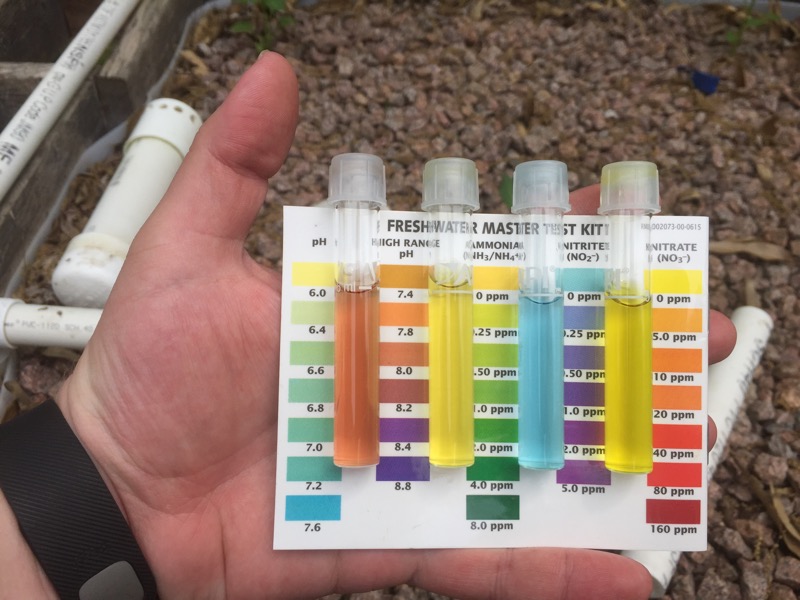 FRESHWATER MASTER TEST KIT
pH
HIGH RANGE
pH
AMMONIA
(NH₃/NH₄⁺)
NITRITE
(NO₂⁻)
NITRATE
(NO₃⁻)
6.0
6.4
6.6
6.8
7.0
7.2
7.6
7.4
7.8
8.0
8.2
8.4
8.8
0 ppm
0.25 ppm
.50 ppm
1.0 ppm
2.0 ppm
4.0 ppm
8.0 ppm
0 ppm
0.25 ppm
0.50 ppm
1.0 ppm
2.0 ppm
5.0 ppm
0 ppm
5.0 ppm
10 ppm
20 ppm
40 ppm
80 ppm
160 ppm
5 ml